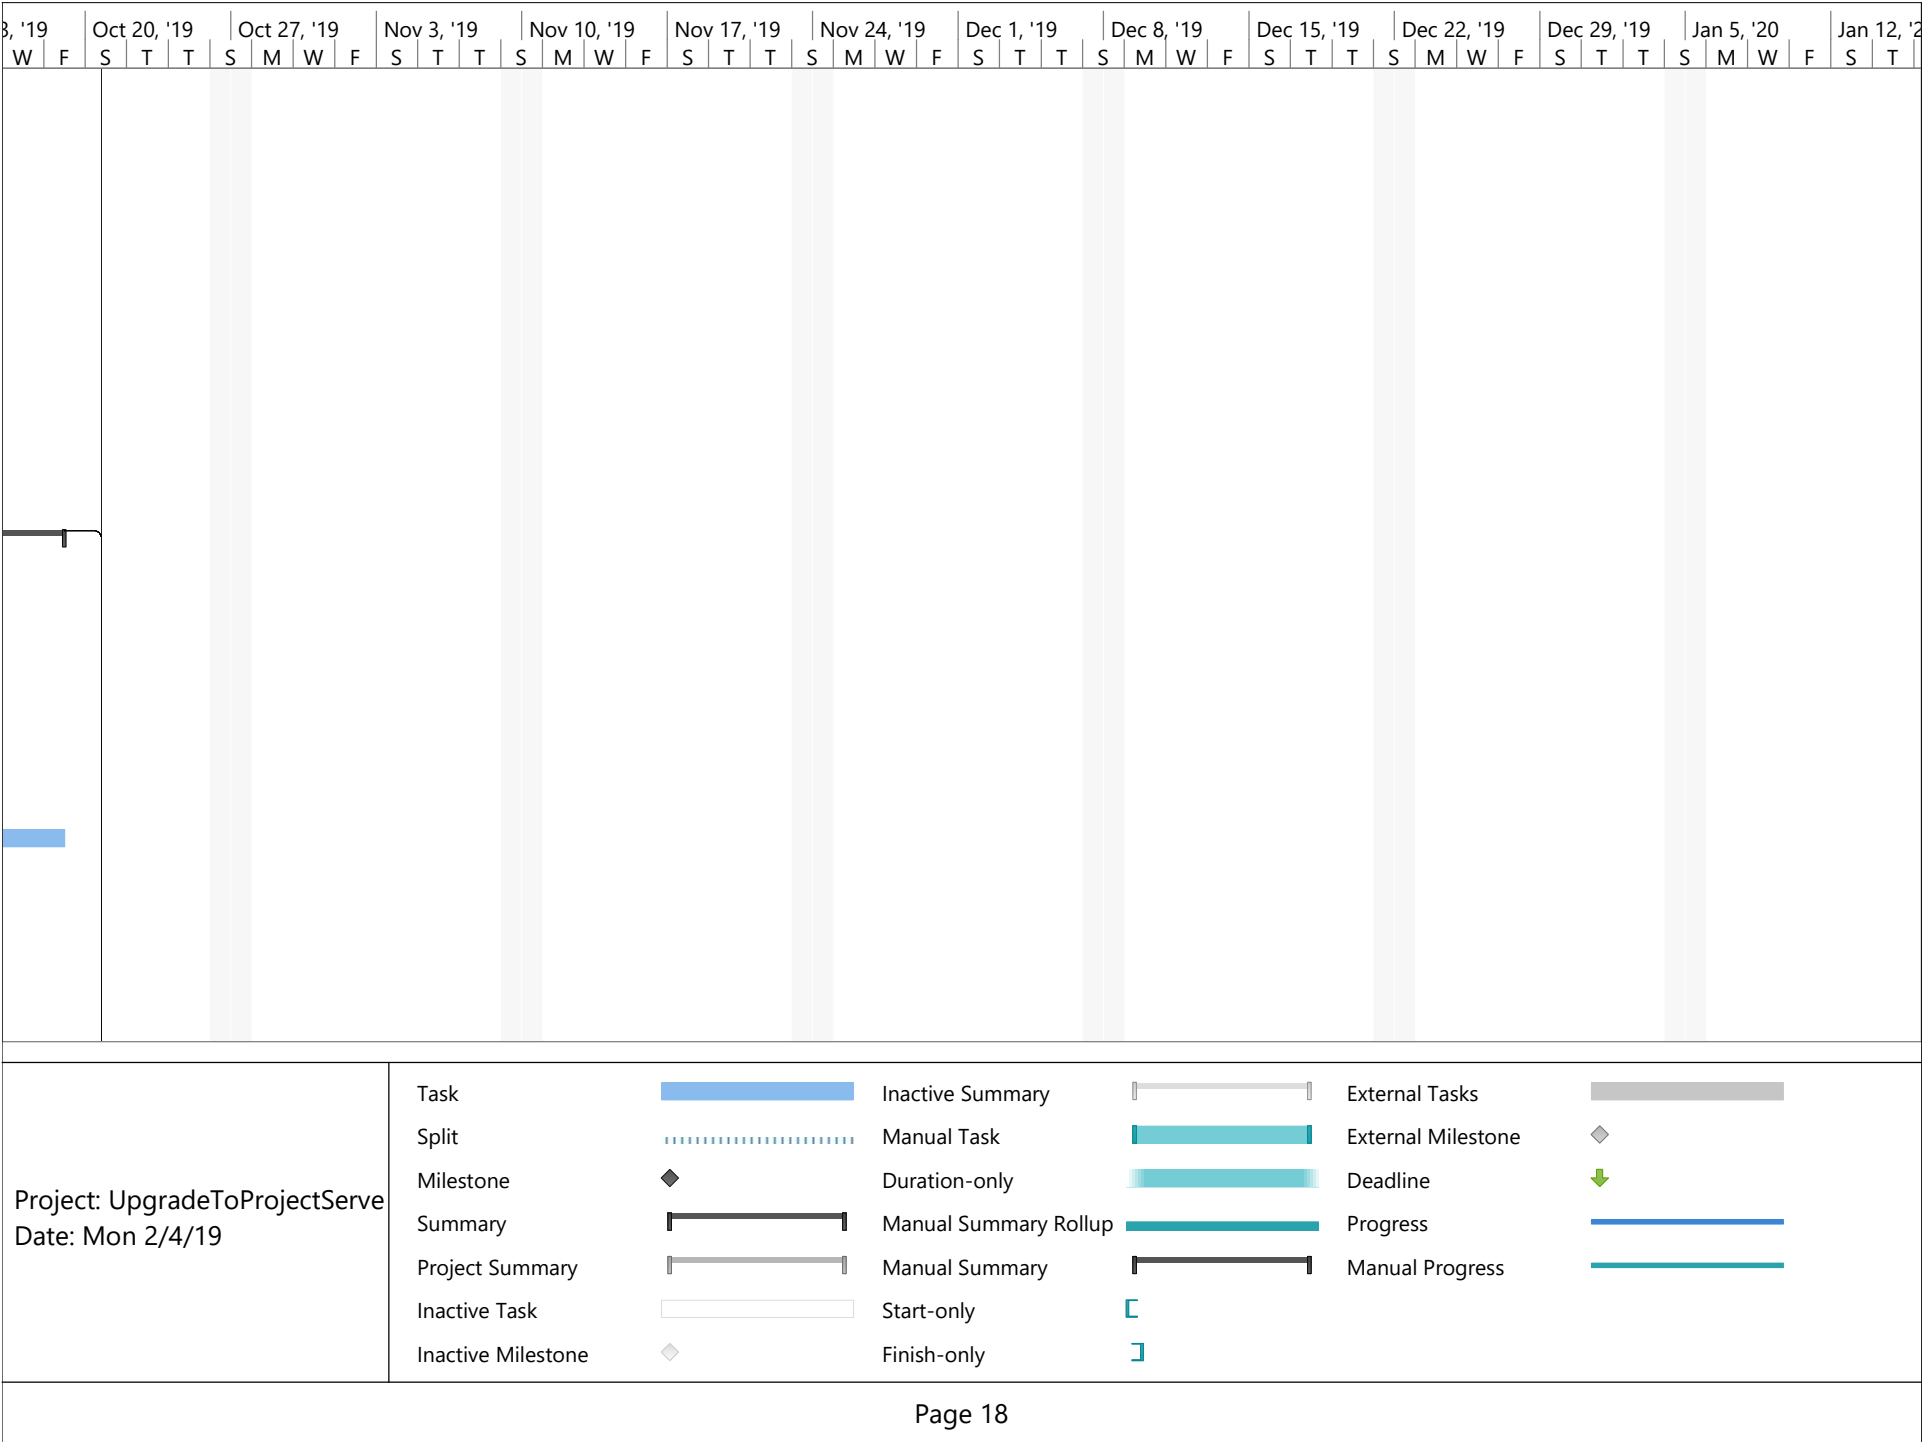 3, '19 Oct 20, '19 Oct 27, '19 Nov 3, '19 Nov 10, '19 Nov 17, '19 Nov 24, '19 Dec 1, '19 Dec 8, '19 Dec 15, '19 Dec 22, '19 Dec 29, '19 Jan 5, '20 Jan 12, '2
W F S T T S M W F S T T S M W F S T T S M W F S T T S M W F S T T S M W F S T T S M W F S T
Task Inactive Summary External Tasks
Split Manual Task External Milestone
Milestone Duration-only Deadline
Project: UpgradeToProjectServe
Date: Mon 2/4/19
Summary Manual Summary Rollup Progress
Project Summary Manual Summary Manual Progress
Inactive Task Start-only
Inactive Milestone Finish-only
Page 18